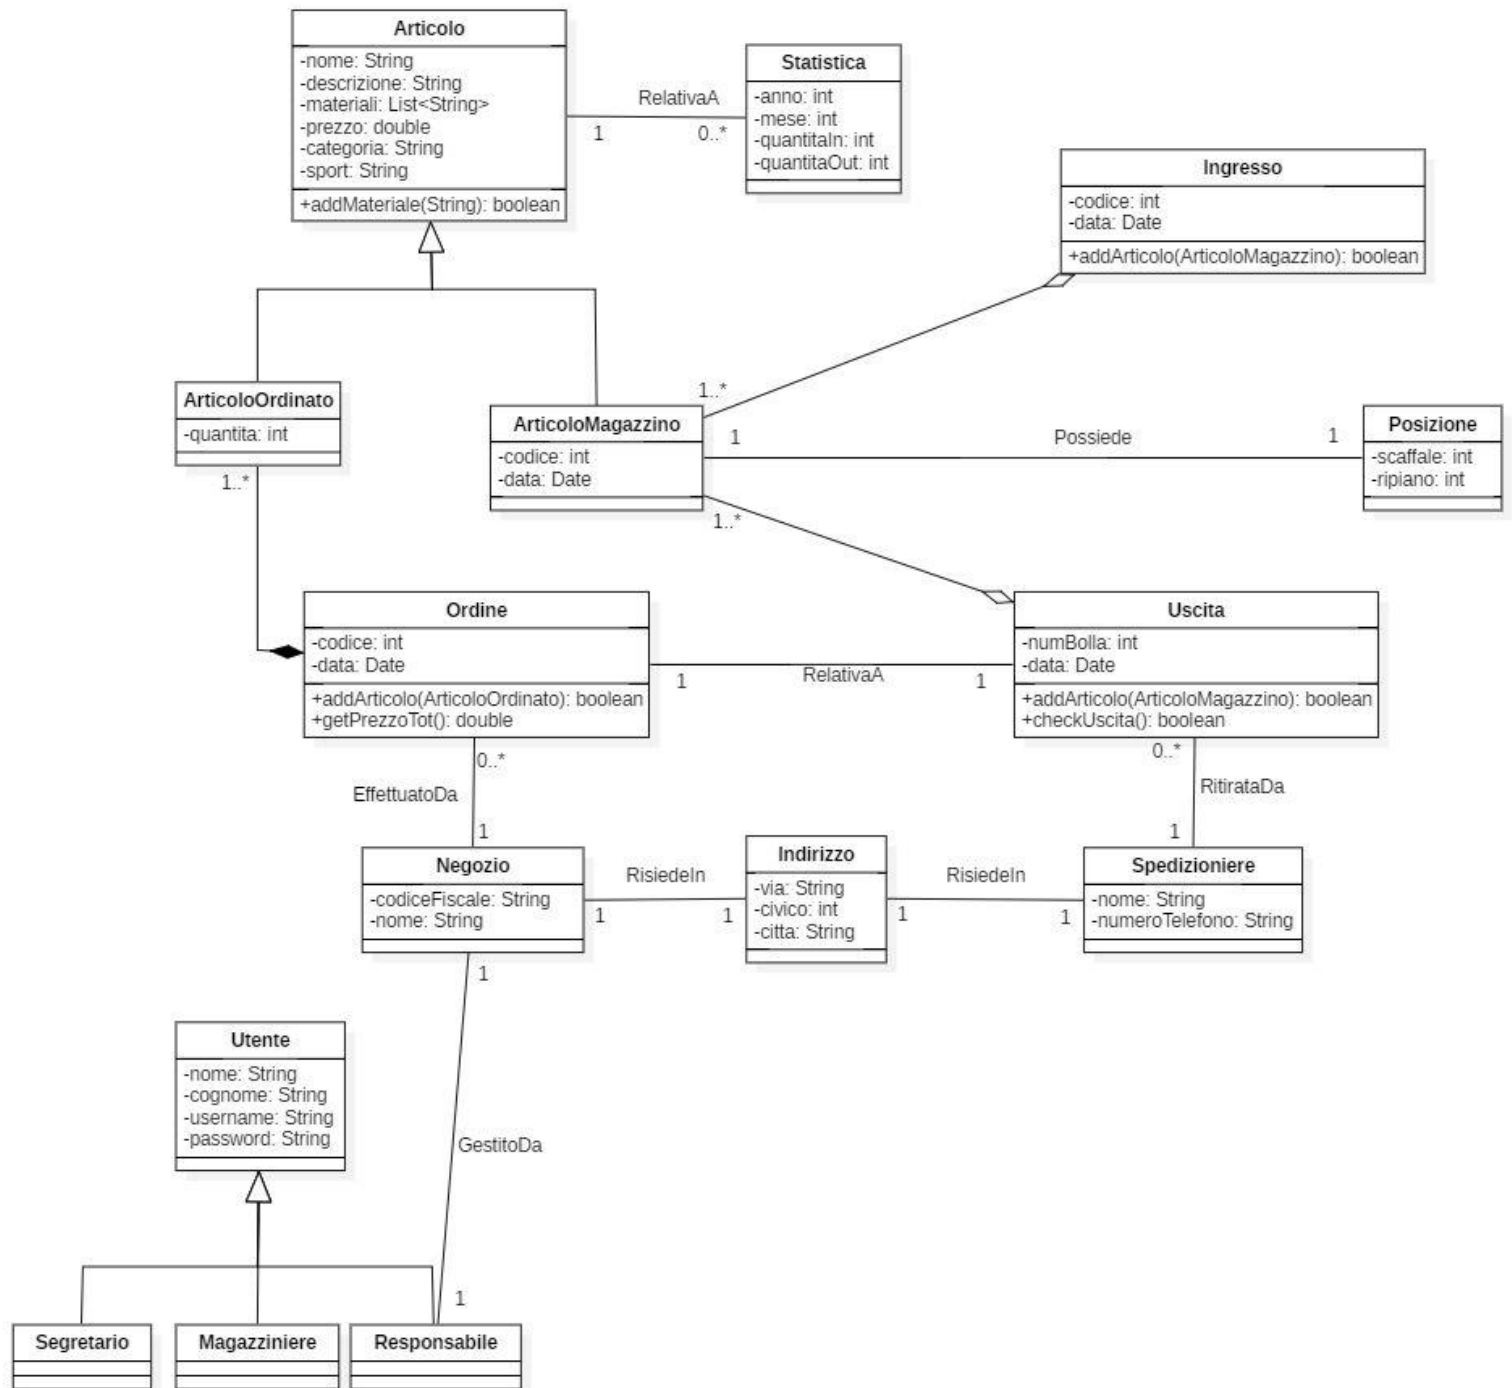 Articolo
-nome: String
-descrizione: String
-materiali: List<String>
-prezzo: double
-categoria: String
-sport: String
+addMateriale(String): boolean
RelativaA
1
0..*
Statistica
-anno: int
-mese: int
-quantitaIn: int
-quantitaOut: int
Ingresso
-codice: int
-data: Date
+addArticolo(ArticoloMagazzino): boolean
ArticoloOrdinato
-quantita: int
1..*
ArticoloMagazzino
-codice: int
-data: Date
1..*
1
Possiede
1
1..*
Posizione
-scaffale: int
-ripiano: int
Ordine
-codice: int
-data: Date
+addArticolo(ArticoloOrdinato): boolean
+getPrezzoTot(): double
1
RelativaA
1
Uscita
-numBolla: int
-data: Date
+addArticolo(ArticoloMagazzino): boolean
+checkUscita(): boolean
0..*
EffettuatoDa
1
0..*
RitirataDa
1
Negozio
-codiceFiscale: String
-nome: String
RisiedeIn
1
1
Indirizzo
-via: String
-civico: int
-citta: String
RisiedeIn
1
1
Spedizioniere
-nome: String
-numeroTelefono: String
1
GestitoDa
1
Utente
-nome: String
-cognome: String
-username: String
-password: String
Segretario
Magazziniere
Responsabile